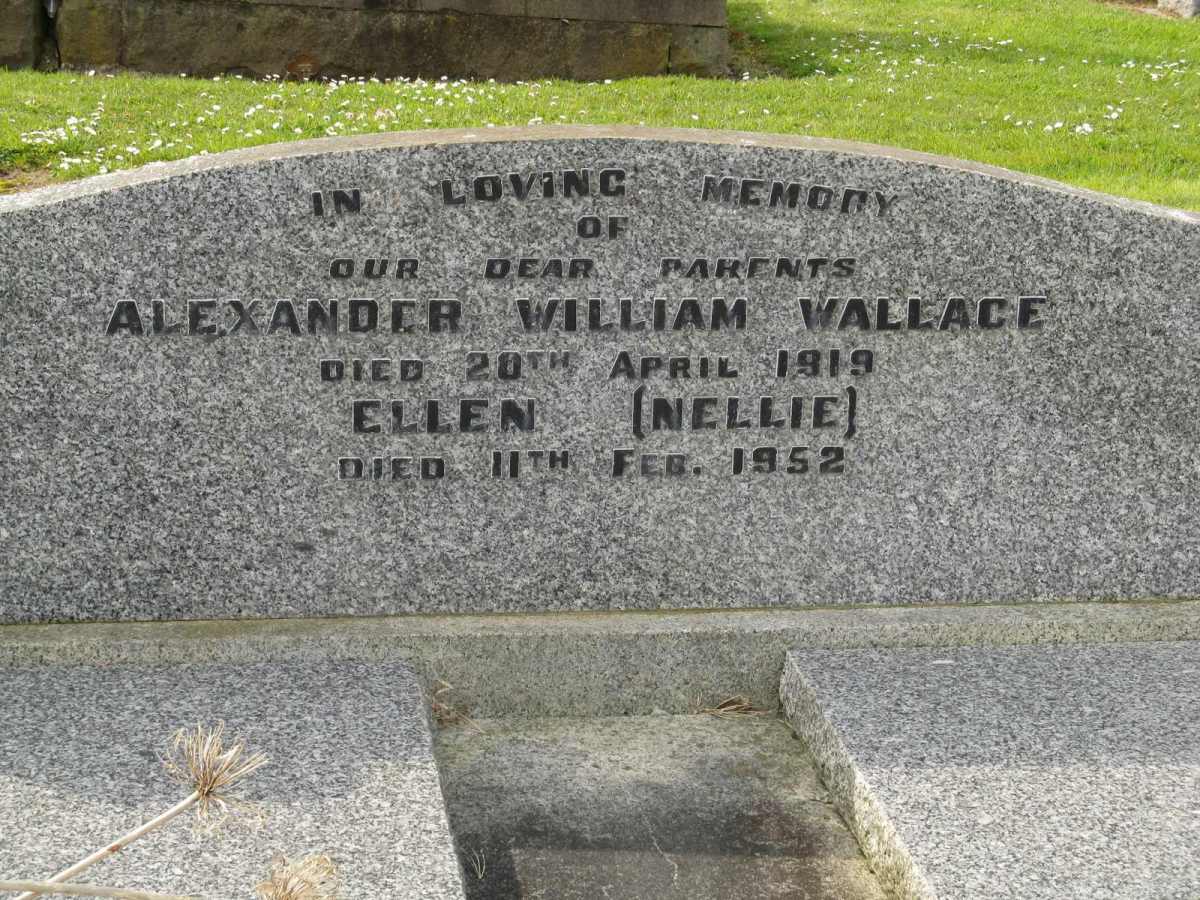 IN LOVING MEMORY
OF
OUR DEAR PARENTS
ALEXANDER WILLIAM WALLACE
DIED 20TH APRIL 1919
ELLEN (NELLIE)
DIED 11TH FEB. 1952